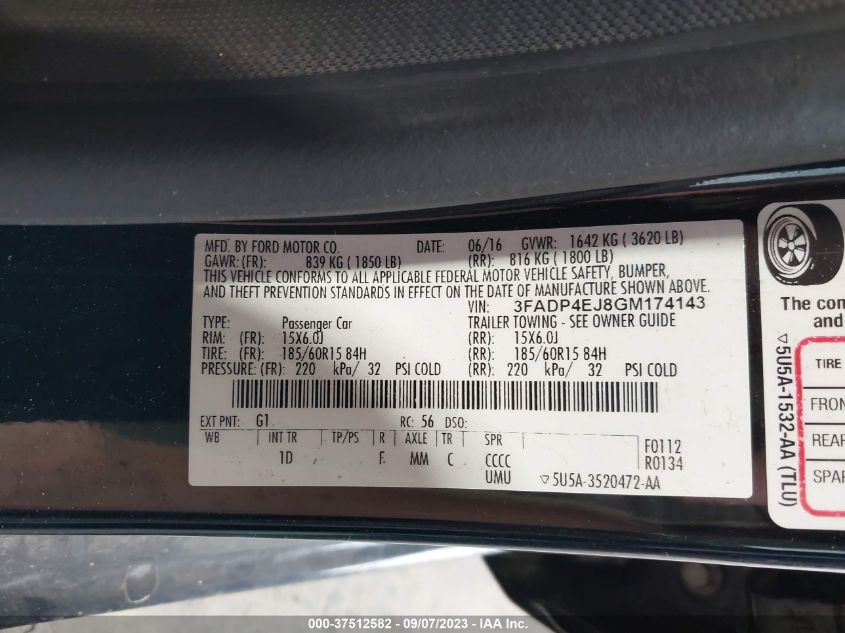 MFD. BY FORD MOTOR CO. DATE: 06/16 GVWR: 1642 KG ( 3620 LB)
GAWR: (FR): 839 KG ( 1850 LB) (RR): 816 KG ( 1800 LB)
THIS VEHICLE CONFORMS TO ALL APPLICABLE FEDERAL MOTOR VEHICLE SAFETY, BUMPER,
AND THEFT PREVENTION STANDARDS IN EFFECT ON THE DATE OF MANUFACTURE SHOWN ABOVE.
VIN: 3FADP4EJ8GM174143
TYPE: Passenger Car TRAILER TOWING - SEE OWNER GUIDE
RIM: (FR): 15X6.0J (RR): 15X6.0J
TIRE: (FR): 185/60R15 84H (RR): 185/60R15 84H
PRESSURE: (FR): 220 kPa/ 32 PSI COLD (RR): 220 kPa/ 32 PSI COLD
EXT PNT: G1 RC: 56 DSO:
WB INT TR TP/PS R AXLE TR SPR F0112
1D F MM C CCCC R0134
UMU ▽5U5A-3520472-AA
The con
and
TIRE
FRON
REAR
SPAR
▽5U5A-1532-AA (TLU)
000-37512582 - 09/07/2023 - IAA Inc.